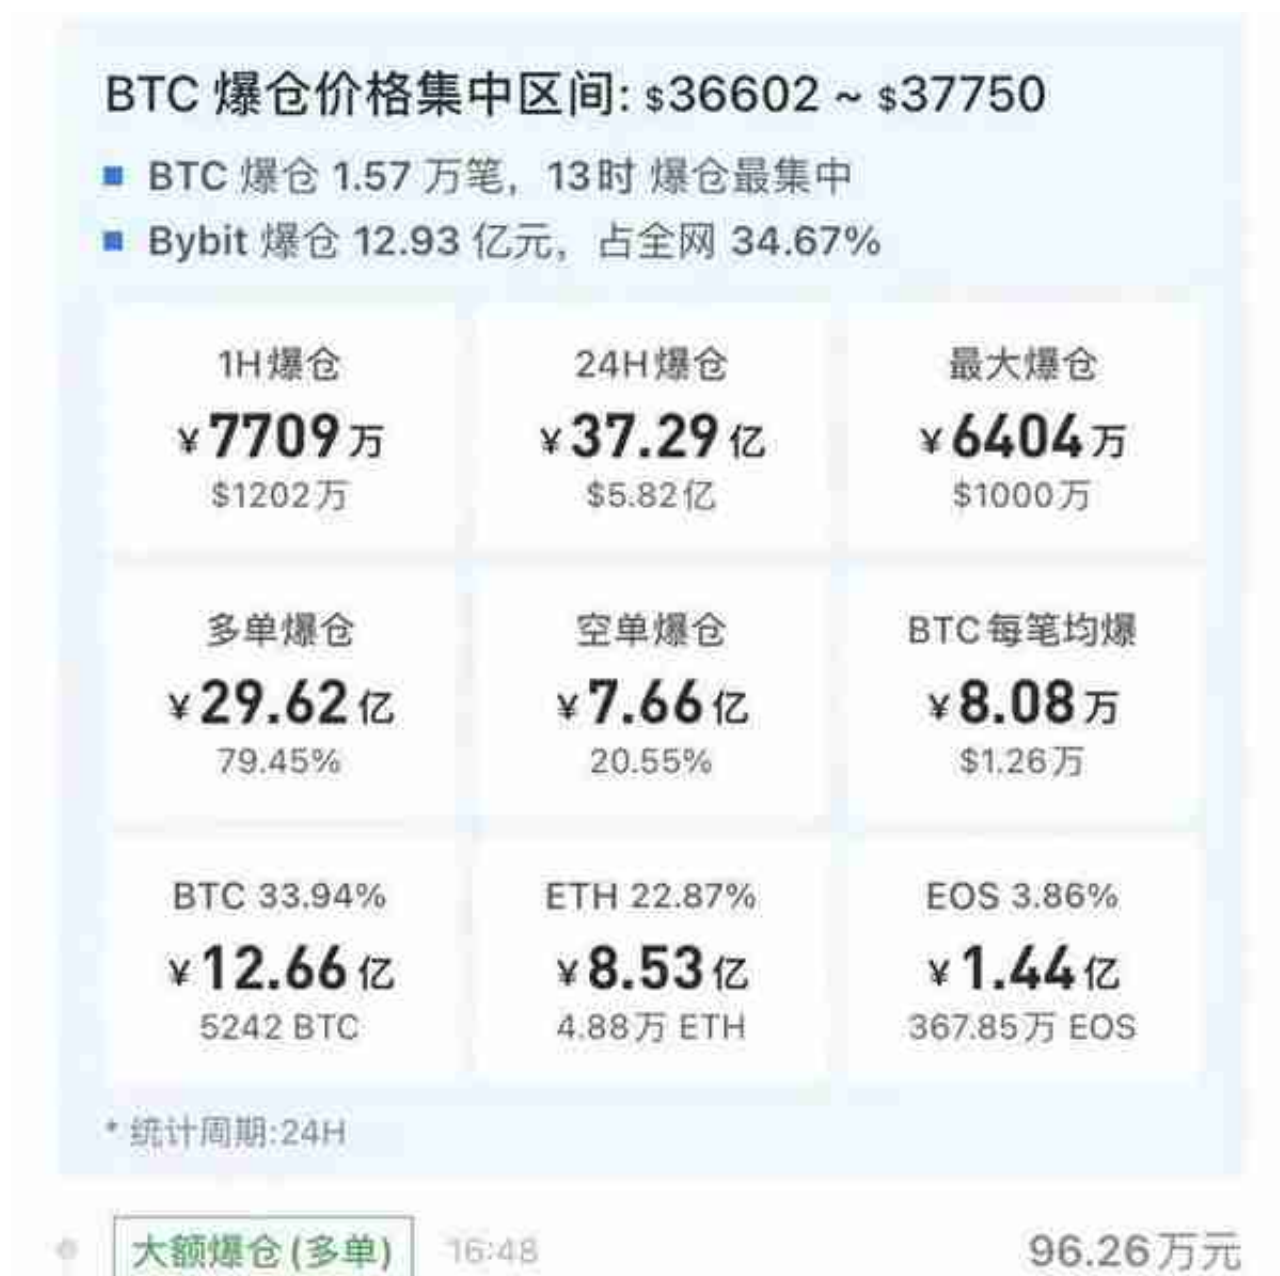 BTC 爆仓价格集中区间: $36602 ~ $37750
BTC 爆仓 1.57 万笔，13时 爆仓最集中
Bybit 爆仓 12.93 亿元，占全网 34.67%
1H爆仓
¥7709万
$1202万
24H爆仓
¥37.29亿
$5.82亿
最大爆仓
¥6404万
$1000万
多单爆仓
¥29.62亿
79.45%
空单爆仓
¥7.66亿
20.55%
BTC每笔均爆
¥8.08万
$1.26万
BTC 33.94%
¥12.66亿
5242 BTC
ETH 22.87%
¥8.53亿
4.88万 ETH
EOS 3.86%
¥1.44亿
367.85万 EOS
* 统计周期:24H
大额爆仓(多单) 16:48 96.26万元